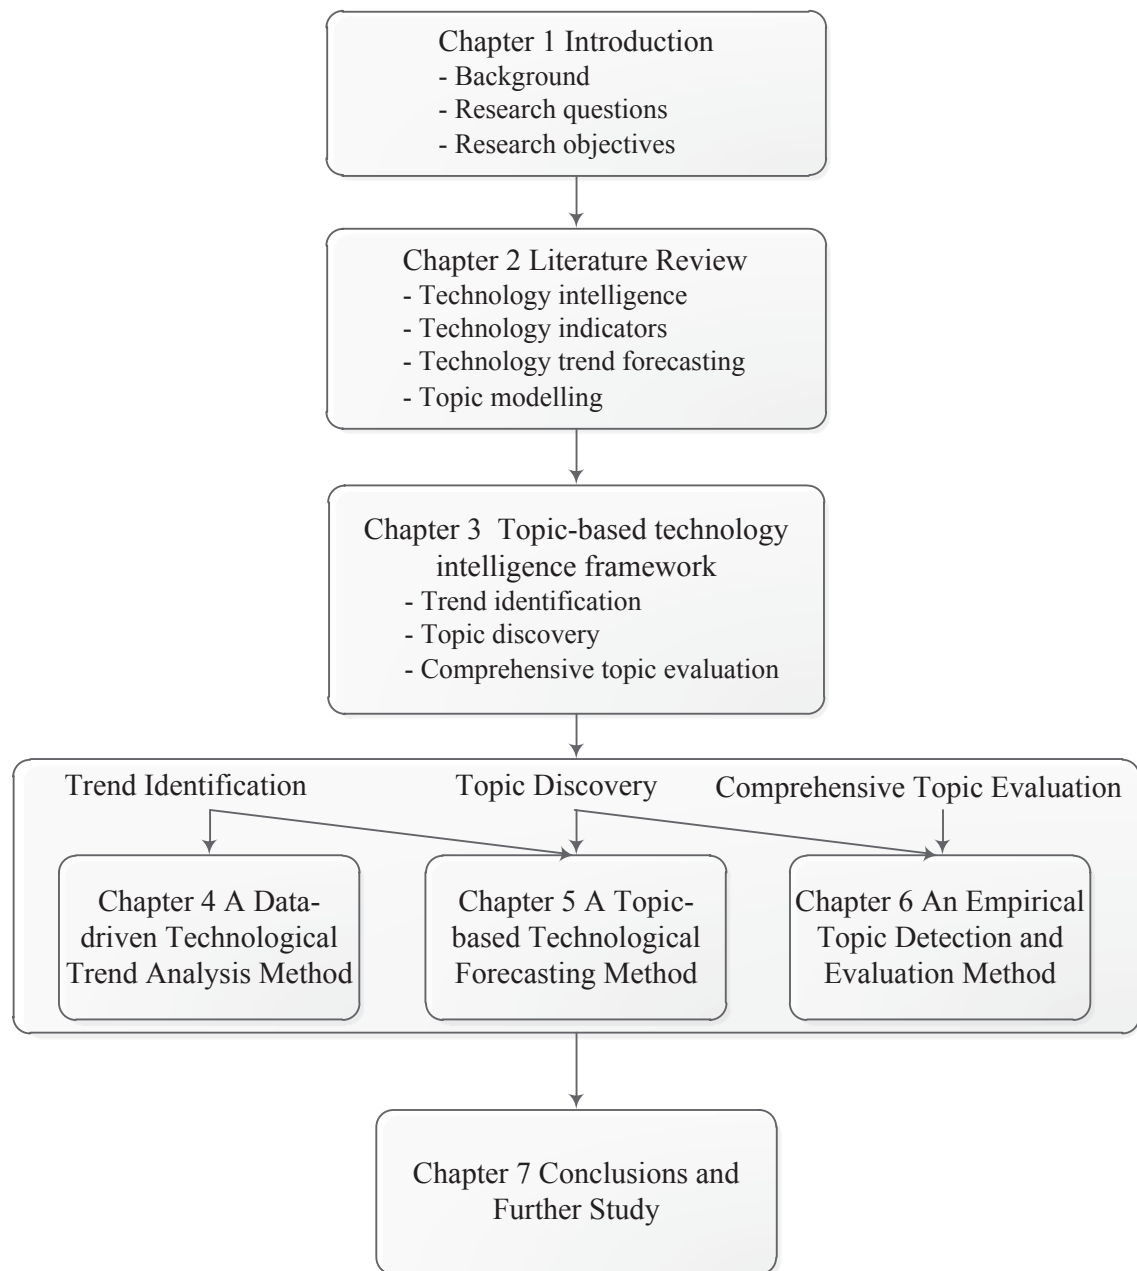 Chapter 1 Introduction
- Background
- Research questions
- Research objectives
Chapter 2 Literature Review
- Technology intelligence
- Technology indicators
- Technology trend forecasting
- Topic modelling
Chapter 3  Topic-based technology
intelligence framework
- Trend identification
- Topic discovery
- Comprehensive topic evaluation
Trend Identification
Topic Discovery
Comprehensive Topic Evaluation
Chapter 4 A Data-
driven Technological
Trend Analysis Method
Chapter 5 A Topic-
based Technological
Forecasting Method
Chapter 6 An Empirical
Topic Detection and
Evaluation Method
Chapter 7 Conclusions and
Further Study